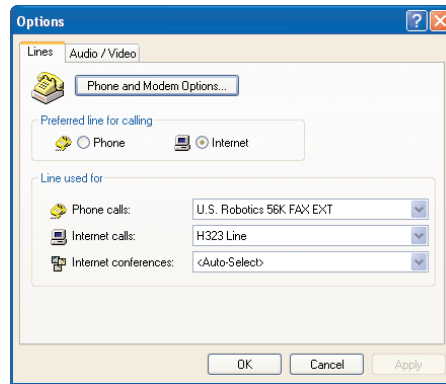 Options
Lines
Audio / Video
Phone and Modem Options...
Preferred line for calling
Phone
Internet
Line used for
Phone calls:
U.S. Robotics 56K FAX EXT
Internet calls:
H323 Line
Internet conferences:
<Auto-Select>
OK
Cancel
Apply